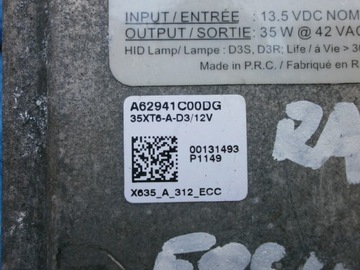 INPUT / ENTRÉE : 13.5 VDC NOM
OUTPUT / SORTIE : 35 W @ 42 VAC
HID Lamp/ Lampe : D3S, D3R; Life / à Vie > 30
Made in P.R.C. / Fabriqué en R
A62941C00DG
35XT6-A-D3/12V
00131493
P1149
X635_A_312_ECC